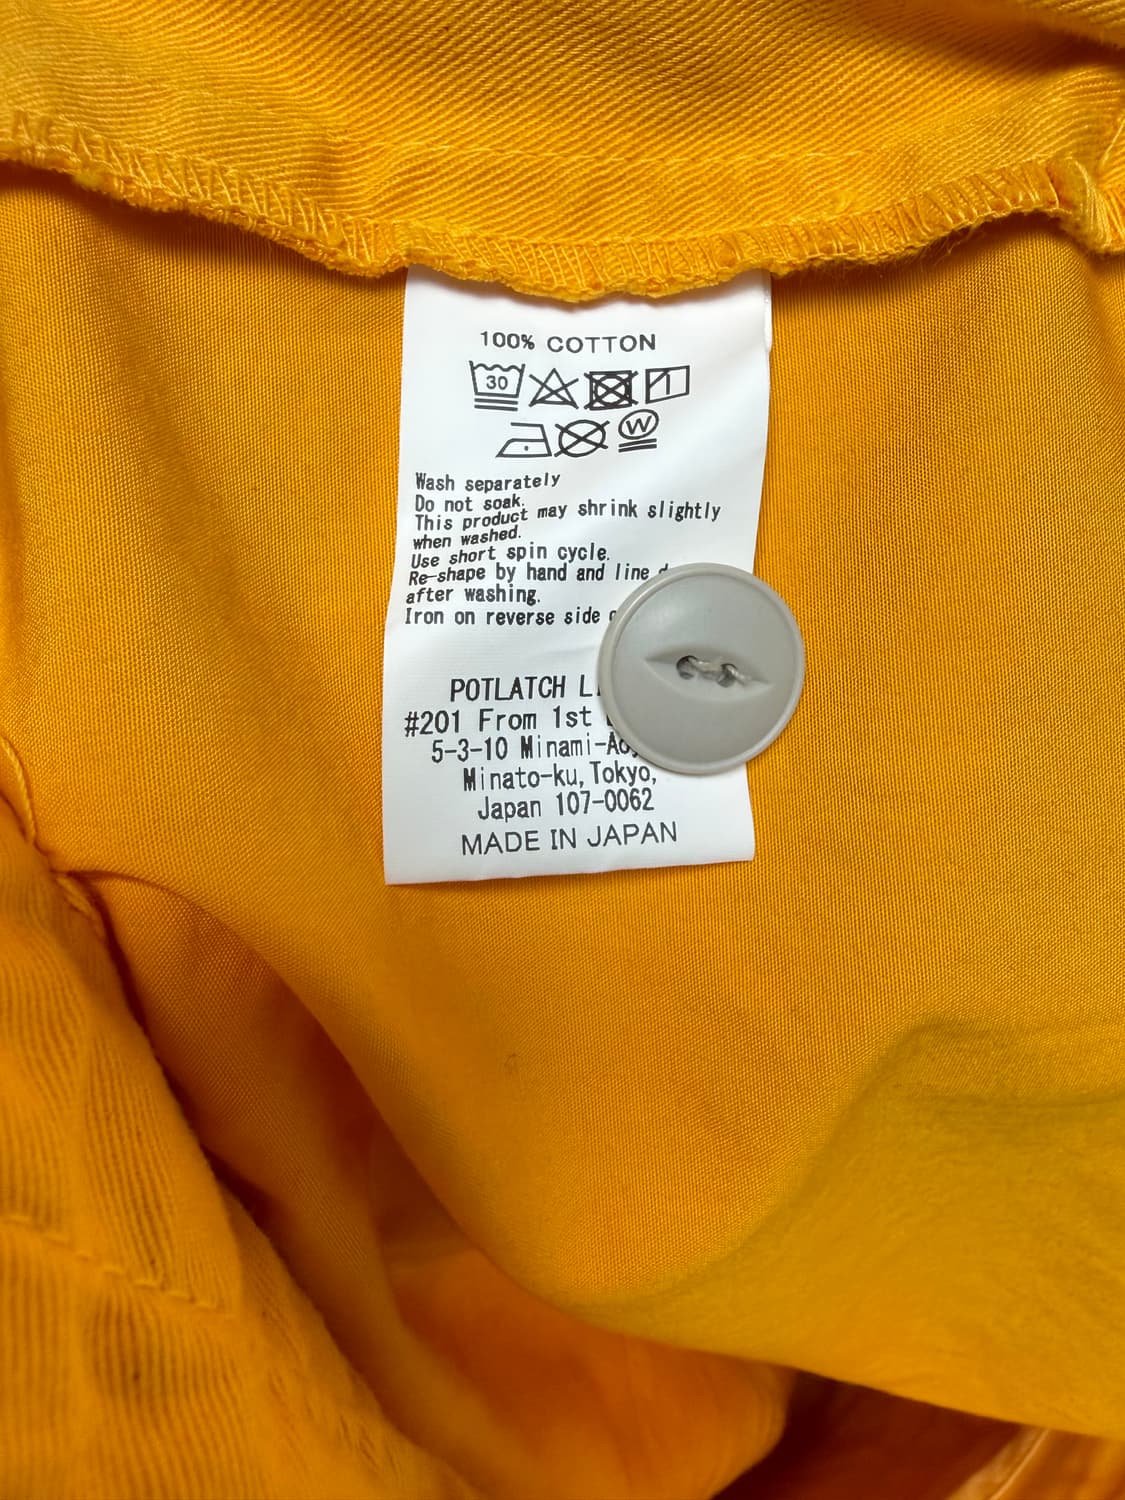 100% COTTON
30
W
Wash separately
Do not soak.
This product may shrink slightly
when washed.
Use short spin cycle.
Re-shape by hand and line
after washing.
Iron on reverse side
POTLATCH
#201 From 1st
5-3-10
Minato-ku,Tokyo,
Japan 107-0062
MADE IN JAPAN